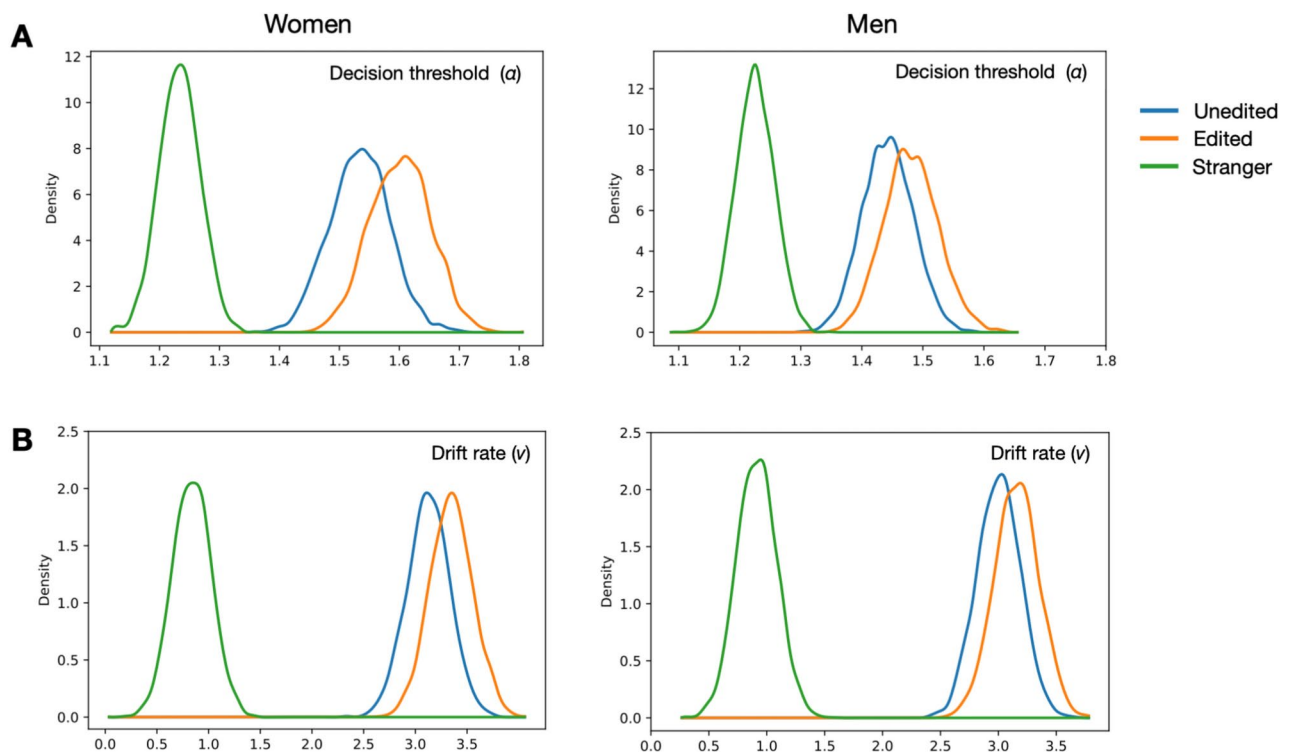 A
Women
Men
Decision threshold (a)
Density
12
10
8
6
4
2
0
1.1 1.2 1.3 1.4 1.5 1.6 1.7 1.8
Decision threshold (a)
Density
12
10
8
6
4
2
0
1.1 1.2 1.3 1.4 1.5 1.6 1.7 1.8
Unedited
Edited
Stranger
B
Drift rate (v)
Density
2.5
2.0
1.5
1.0
0.5
0.0
0.0 0.5 1.0 1.5 2.0 2.5 3.0 3.5
Drift rate (v)
Density
2.5
2.0
1.5
1.0
0.5
0.0
0.0 0.5 1.0 1.5 2.0 2.5 3.0 3.5